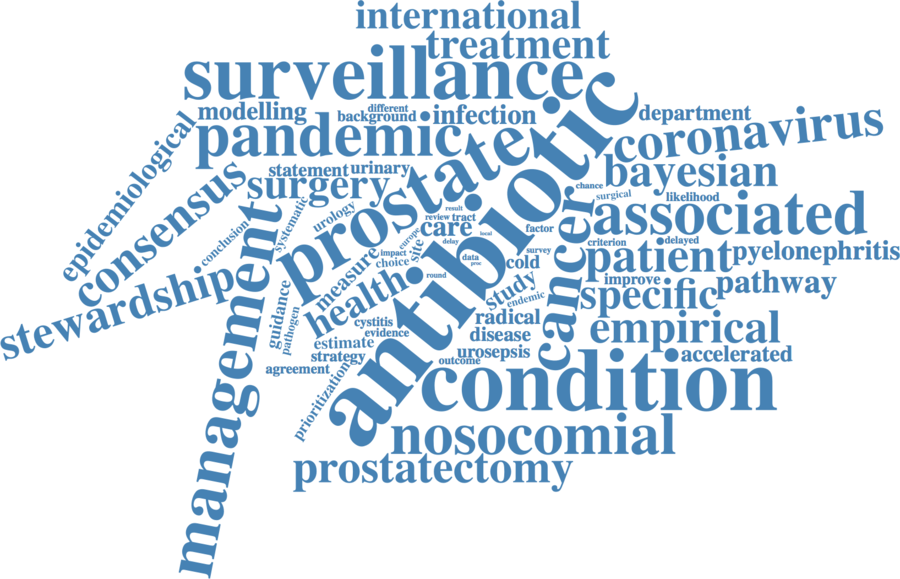 international
treatment
surveillance
modelling
different
background
infection
department
pandemic
coronavirus
epidemiological
consensus
statement
urinary
surgery
prostate
antibiotic
bayesian
chance
surgical
likelihood
associated
systematic
conclusion
urology
result
review
tract
care
factor
criterion
delayed
patient
pyelonephritis
europe
site
delay
local
survey
impact
choice
measure
data
proc
cold
round
improve
pathway
specific
stewardship
management
guidance
pathogen
health
study
endemic
cancer
radical
empirical
cystitis
evidence
estimate
disease
strategy
urosepsis
accelerated
agreement
outcome
condition
prioritization
nosocomial
prostatectomy